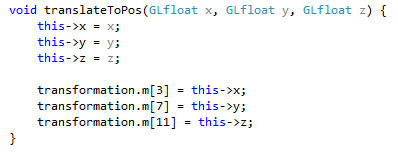 void translateToPos(GLfloat x, GLfloat y, GLfloat z) {
this->x = x;
this->y = y;
this->z = z;
transformation.m[3] = this->x;
transformation.m[7] = this->y;
transformation.m[11] = this->z;
}